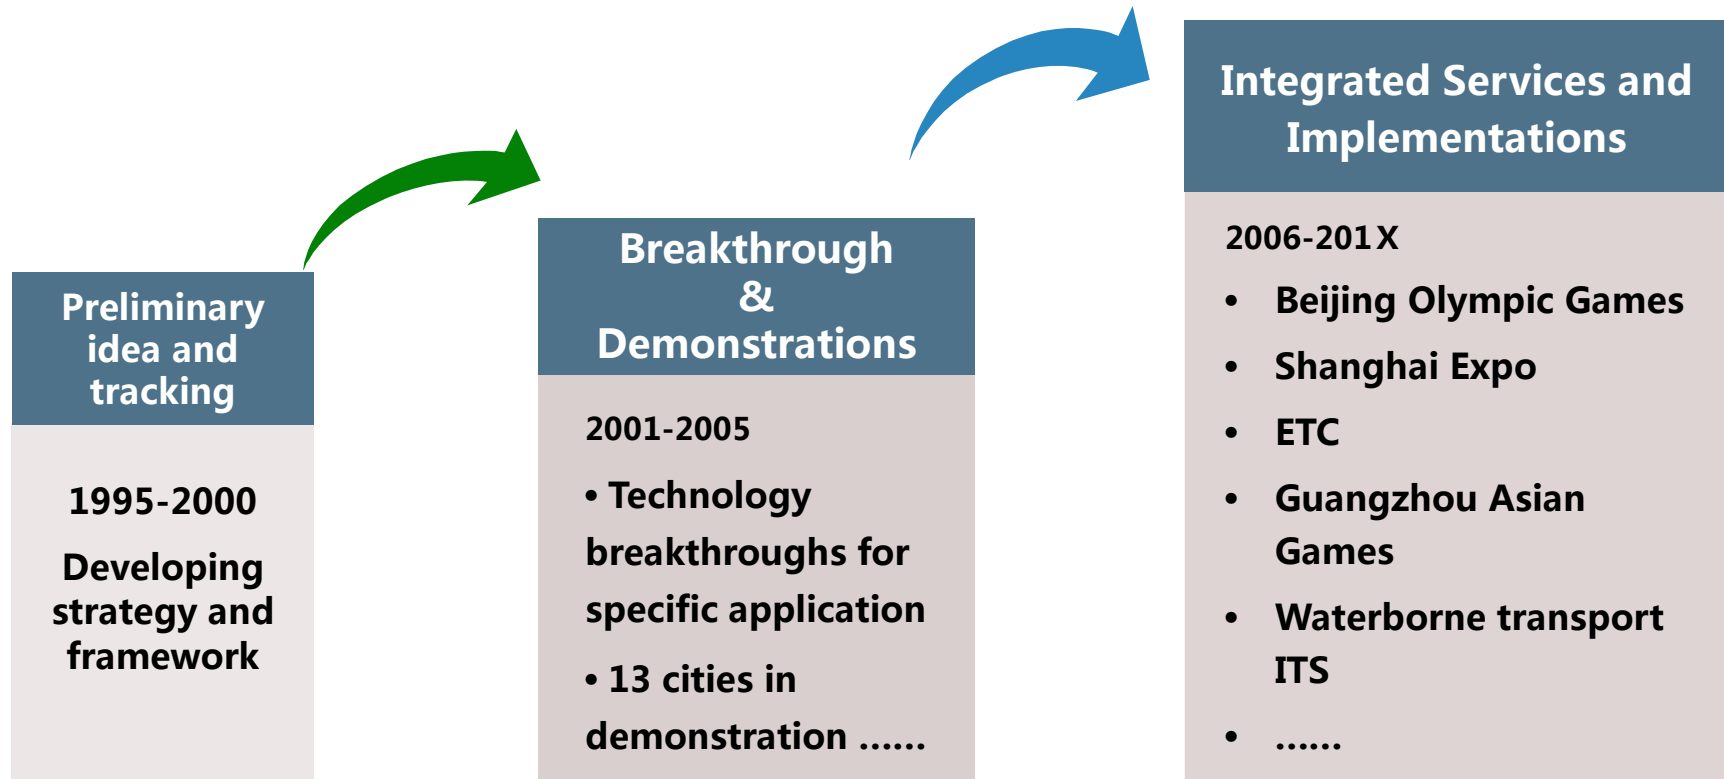 Preliminary
idea and
tracking
1995-2000
Developing
strategy and
framework
Breakthrough
&
Demonstrations
2001-2005
• Technology
breakthroughs for
specific application
• 13 cities in
demonstration ......
Integrated Services and
Implementations
2006-201X
• Beijing Olympic Games
• Shanghai Expo
• ETC
• Guangzhou Asian
Games
• Waterborne transport
ITS
• ......